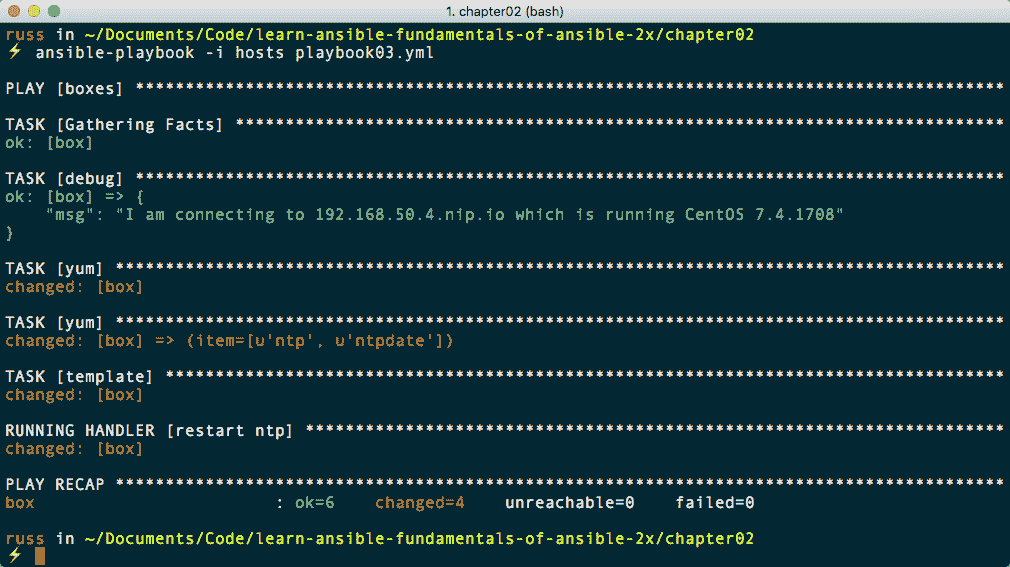 1. chapter02 (bash)
russ in ~/Documents/Code/learn-ansible-fundamentals-of-ansible-2x/chapter02
⚡ ansible-playbook -i hosts playbook03.yml
PLAY [boxes] ***************************************************************************************
TASK [Gathering Facts] *****************************************************************************
ok: [box]
TASK [debug] ***************************************************************************************
ok: [box] => {
    "msg": "I am connecting to 192.168.50.4.nip.io which is running CentOS 7.4.1708"
}
TASK [yum] *****************************************************************************************
changed: [box]
TASK [yum] *****************************************************************************************
changed: [box] => (item=[u'ntp', u'ntpdate'])
TASK [template] ************************************************************************************
changed: [box]
RUNNING HANDLER [restart ntp] **********************************************************************
changed: [box]
PLAY RECAP *****************************************************************************************
box                        : ok=6    changed=4    unreachable=0    failed=0
russ in ~/Documents/Code/learn-ansible-fundamentals-of-ansible-2x/chapter02
⚡